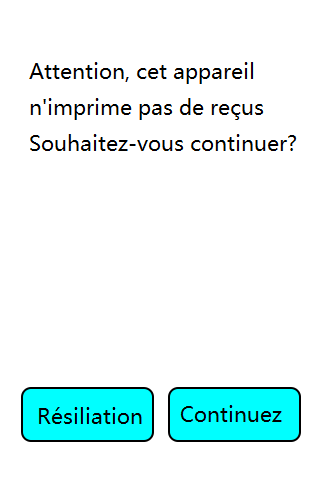 Attention, cet appareil
n'imprime pas de reçus
Souhaitez-vous continuer?
Résiliation
Continuez